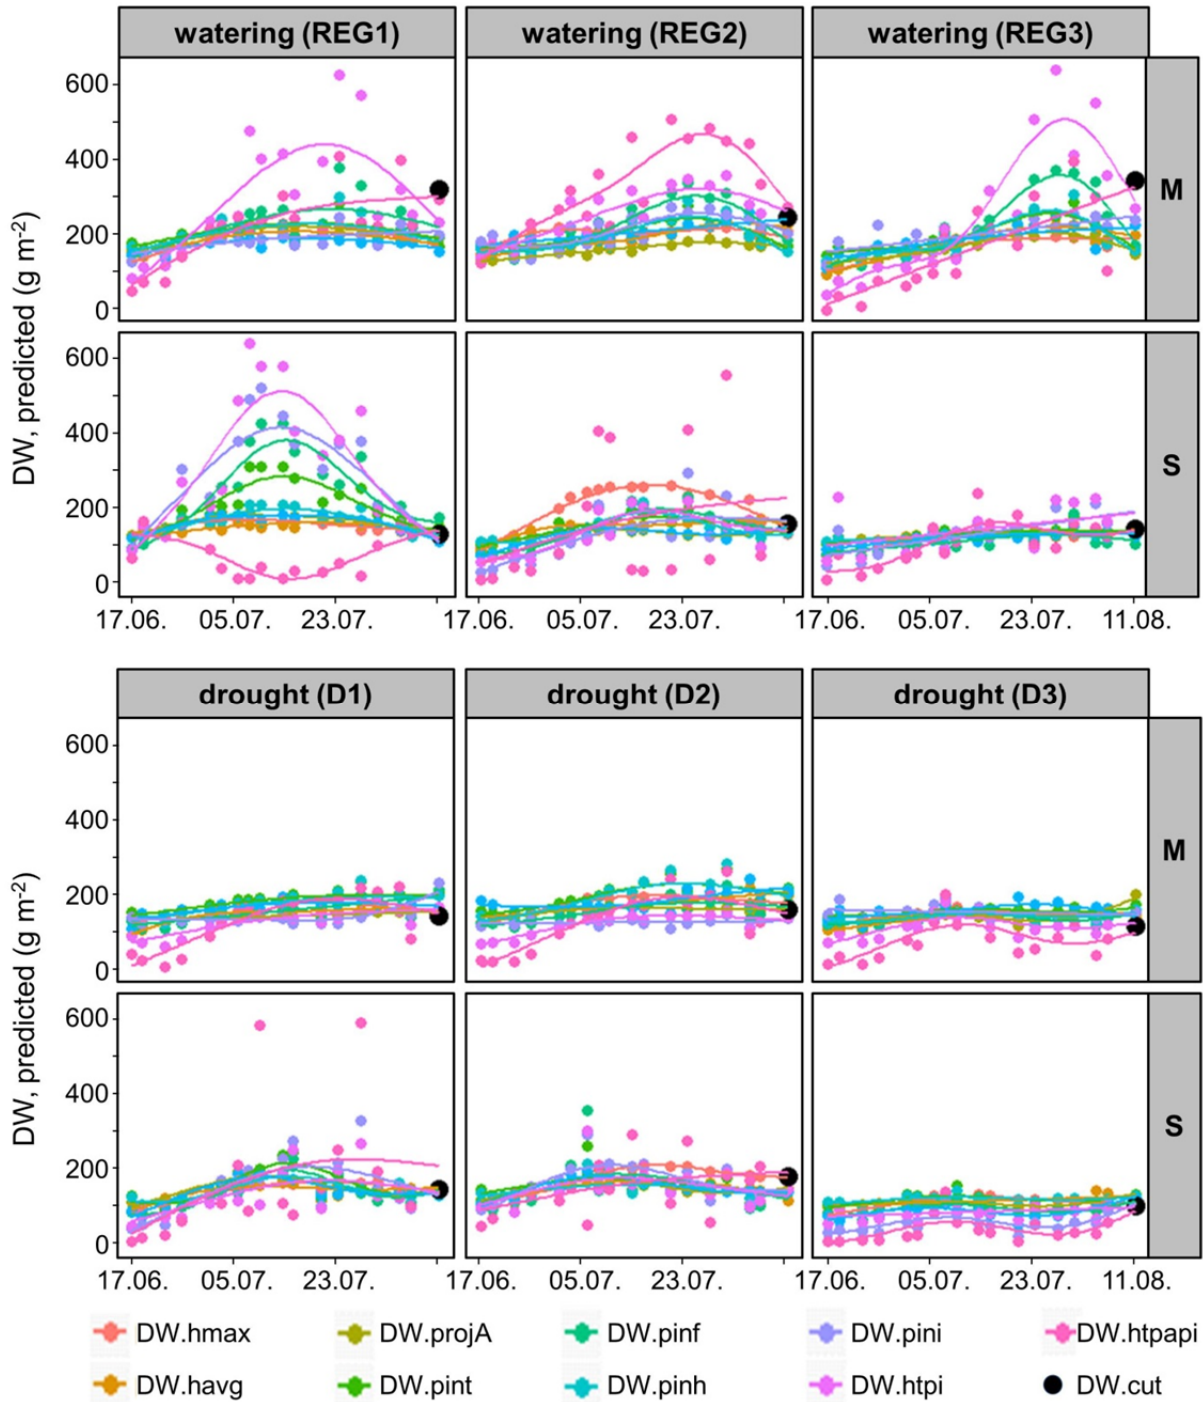 watering (REG1) watering (REG2) watering (REG3)
600
400
200
0
M
DW, predicted (g m-2)
600
400
200
0
S
17.06. 05.07. 23.07. 17.06. 05.07. 23.07. 17.06. 05.07. 23.07. 11.08.
drought (D1) drought (D2) drought (D3)
600
400
200
0
M
DW, predicted (g m-2)
600
400
200
0
S
17.06. 05.07. 23.07. 17.06. 05.07. 23.07. 17.06. 05.07. 23.07. 11.08.
DW.hmax DW.projA DW.pinf DW.pini DW.htpapi
DW.havg DW.pint DW.pinh DW.htpi DW.cut